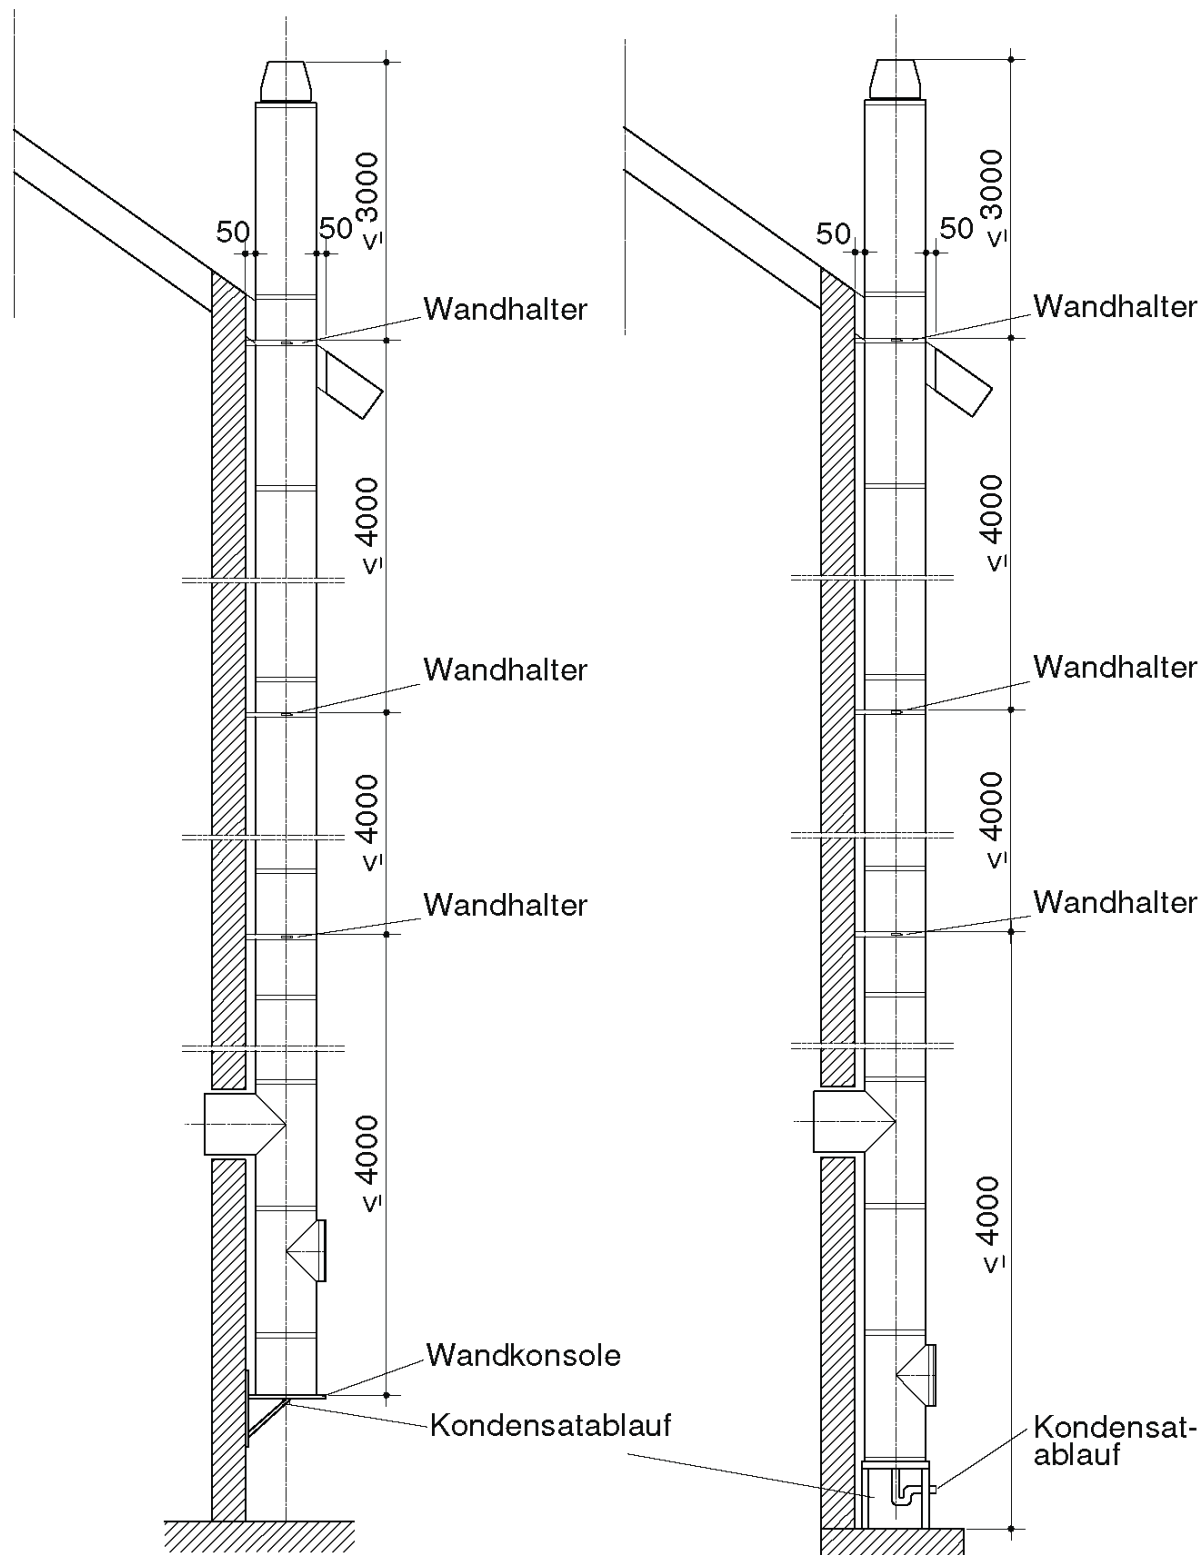 ≤ 3000
50
50
Wandhalter
≤ 4000
Wandhalter
≤ 4000
Wandhalter
≤ 4000
Wandkonsole
Kondensatablauf
≤ 3000
50
50
Wandhalter
≤ 4000
Wandhalter
≤ 4000
Wandhalter
≤ 4000
Kondensat-
ablauf